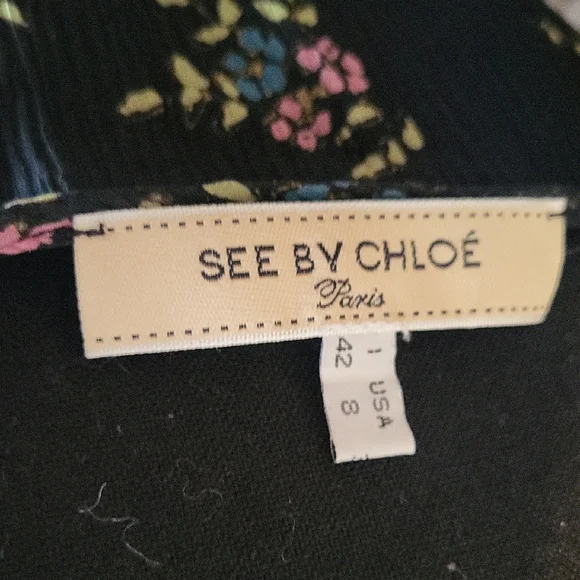 SEE BY CHLOÉ
Paris
I USA
42 8